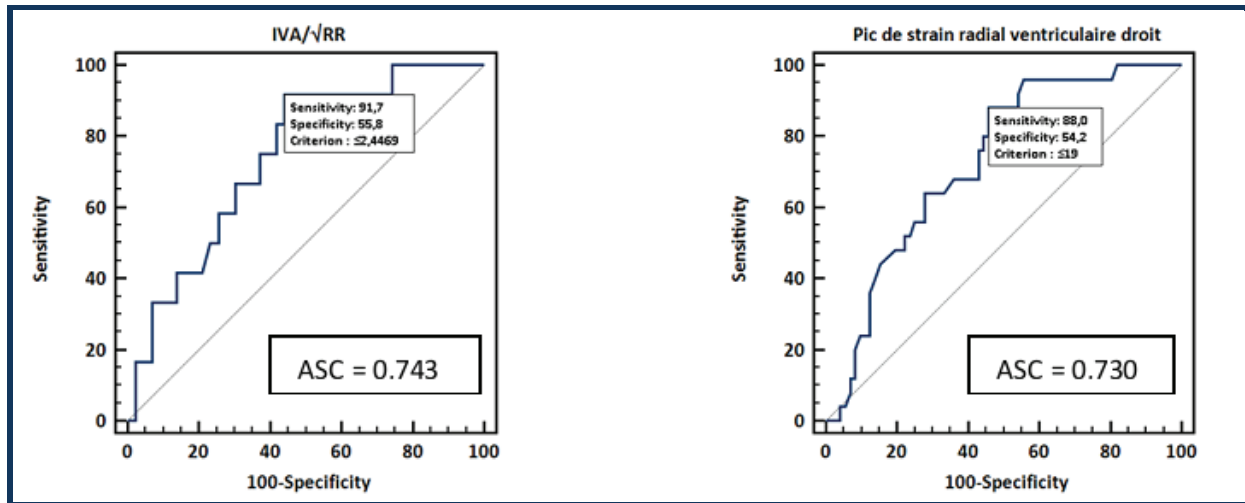 IVA/√RR
100
80
60
40
20
0
Sensitivity
Sensitivity: 91,7
Specificity: 55,8
Criterion : ≤2,4469
ASC = 0.743
0 20 40 60 80 100
100-Specificity
Pic de strain radial ventriculaire droit
100
80
60
40
20
0
Sensitivity
Sensitivity: 88,0
Specificity: 54,2
Criterion : ≤19
ASC = 0.730
0 20 40 60 80 100
100-Specificity